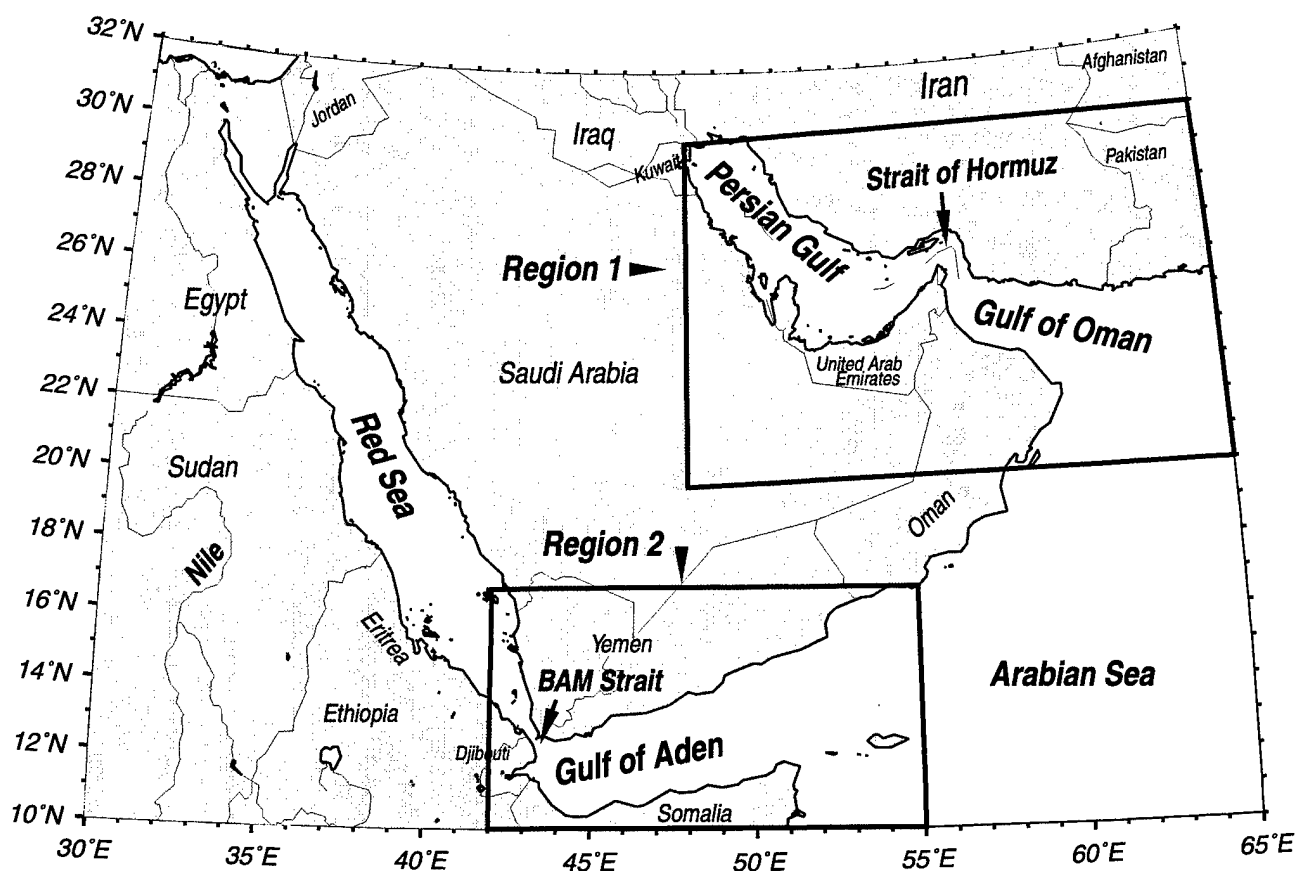 32˚N
30˚N
28˚N
26˚N
24˚N
22˚N
20˚N
18˚N
16˚N
14˚N
12˚N
10˚N
30˚E
35˚E
40˚E
45˚E
50˚E
55˚E
60˚E
65˚E
Afghanistan
Iran
Jordan
Iraq
Kuwait
Pakistan
Strait of Hormuz
Persian Gulf
Region 1
Egypt
Gulf of Oman
Saudi Arabia
United Arab
Emirates
Red Sea
Sudan
Oman
Region 2
Nile
Eritrea
Yemen
BAM Strait
Arabian Sea
Ethiopia
Djibouti
Gulf of Aden
Somalia